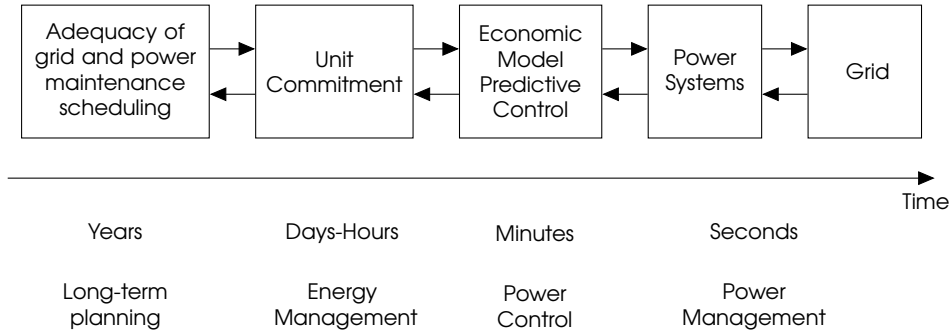 Adequacy of
grid and power
maintenance
scheduling
Unit
Commitment
Economic
Model
Predictive
Control
Power
Systems
Grid
Time
Years
Days-Hours
Minutes
Seconds
Long-term
planning
Energy
Management
Power
Control
Power
Management